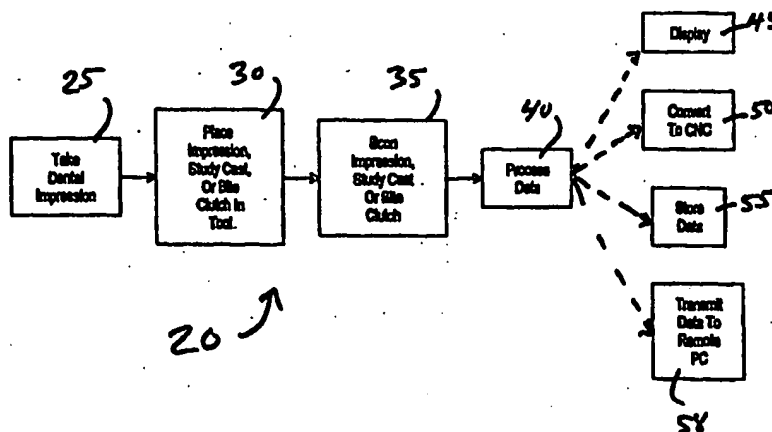 25
Take
Dental
Impression
30
Place
Impression,
Study Cast,
Or Bite
Clutch In
Tool.
35
Scan
Impression,
Study Cast
Or Bite
Clutch
40
Process
Data
Display
45
Convert
To CNC
50
Store
Data
55
Transmit
Data To
Remote
PC
58
20